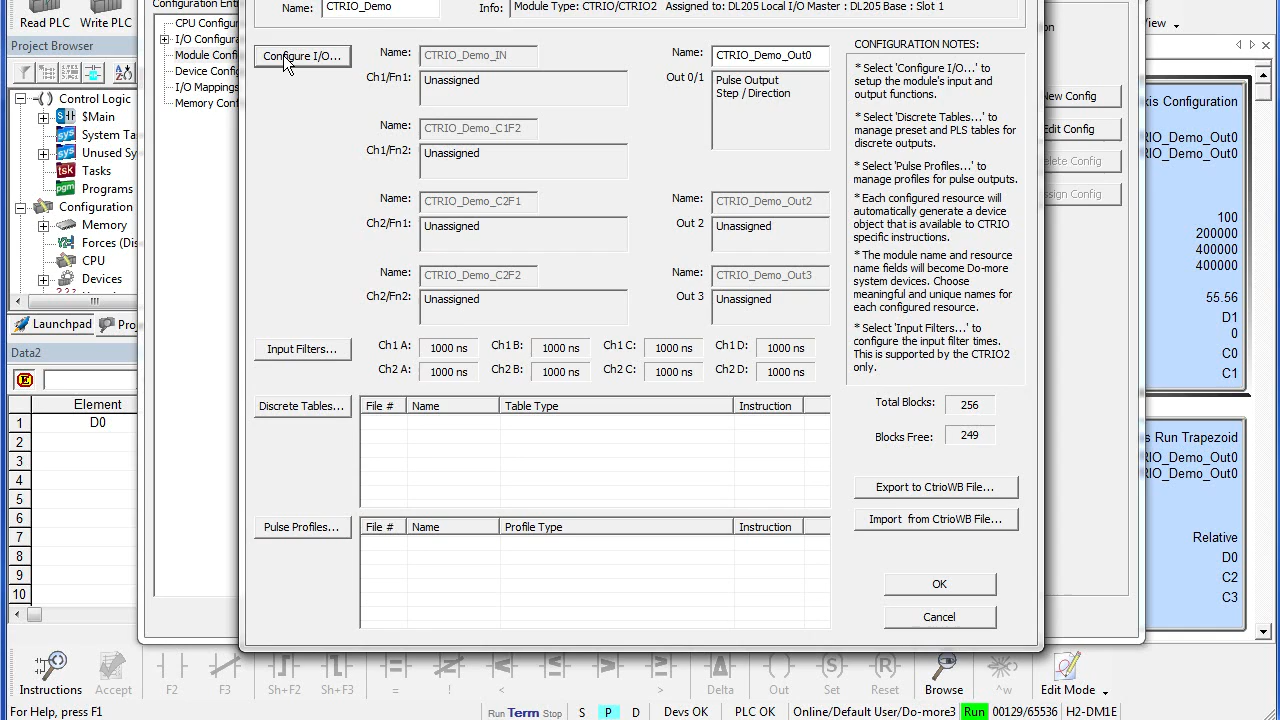 Name:
CTRIO_Demo
Info:
Module Type: CTRIO/CTRIO2 Assigned to: DL205 Local I/O Master : DL205 Base : Slot 1
Read PLC
Write PLC
Configuration Entr
CPU Configur
I/O Configura
Module Config
Device Config
I/O Mappings
Memory Conf
Project Browser
Control Logic
$Main
System Ta
Unused Sy
Tasks
Programs
Configuration
Memory
Forces (Dis
CPU
Devices
Launchpad
Proj
Data2
Element
1
D0
2
3
4
5
6
7
8
9
10
Configure I/O...
Name:
CTRIO_Demo_IN
Ch1/Fn1:
Unassigned
Name:
CTRIO_Demo_C1F2
Ch1/Fn2:
Unassigned
Name:
CTRIO_Demo_C2F1
Ch2/Fn1:
Unassigned
Name:
CTRIO_Demo_C2F2
Ch2/Fn2:
Unassigned
Name:
CTRIO_Demo_Out0
Out 0/1
Pulse Output
Step / Direction
Name:
CTRIO_Demo_Out2
Out 2
Unassigned
Name:
CTRIO_Demo_Out3
Out 3
Unassigned
CONFIGURATION NOTES:
* Select 'Configure I/O...' to
setup the module's input and
output functions.
* Select 'Discrete Tables...' to
manage preset and PLS tables for
discrete outputs.
* Select 'Pulse Profiles...' to
manage profiles for pulse outputs.
* Each configured resource will
automatically generate a device
object that is available to CTRIO
specific instructions.
* The module name and resource
name fields will become Do-more
system devices. Choose
meaningful and unique names for
each configured resource.
* Select 'Input Filters...' to
configure the input filter times.
This is supported by the CTRIO2
only.
Input Filters...
Ch1 A:
1000 ns
Ch1 B:
1000 ns
Ch1 C:
1000 ns
Ch1 D:
1000 ns
Ch2 A:
1000 ns
Ch2 B:
1000 ns
Ch2 C:
1000 ns
Ch2 D:
1000 ns
Discrete Tables...
File #
Name
Table Type
Instruction
Total Blocks:
256
Blocks Free:
249
Export to CtrioWB File...
Import from CtrioWB File...
Pulse Profiles...
File #
Name
Profile Type
Instruction
OK
Cancel
View
on
New Config
Edit Config
elete Config
ssign Config
xis Configuration
RIO_Demo_Out0
RIO_Demo_Out0
100
200000
400000
400000
55.56
D1
0
C0
C1
s Run Trapezoid
RIO_Demo_Out0
RIO_Demo_Out0
Relative
D0
C2
C3
Instructions
Accept
F2
F3
Sh+F2
Sh+F3
=
!
<
>
Delta
Out
Set
Reset
Browse
^w
Edit Mode
For Help, press F1
Run Term Stop
S
P
D
Devs OK
PLC OK
Online/Default User/Do-more3
Run
00129/65536
H2-DM1E